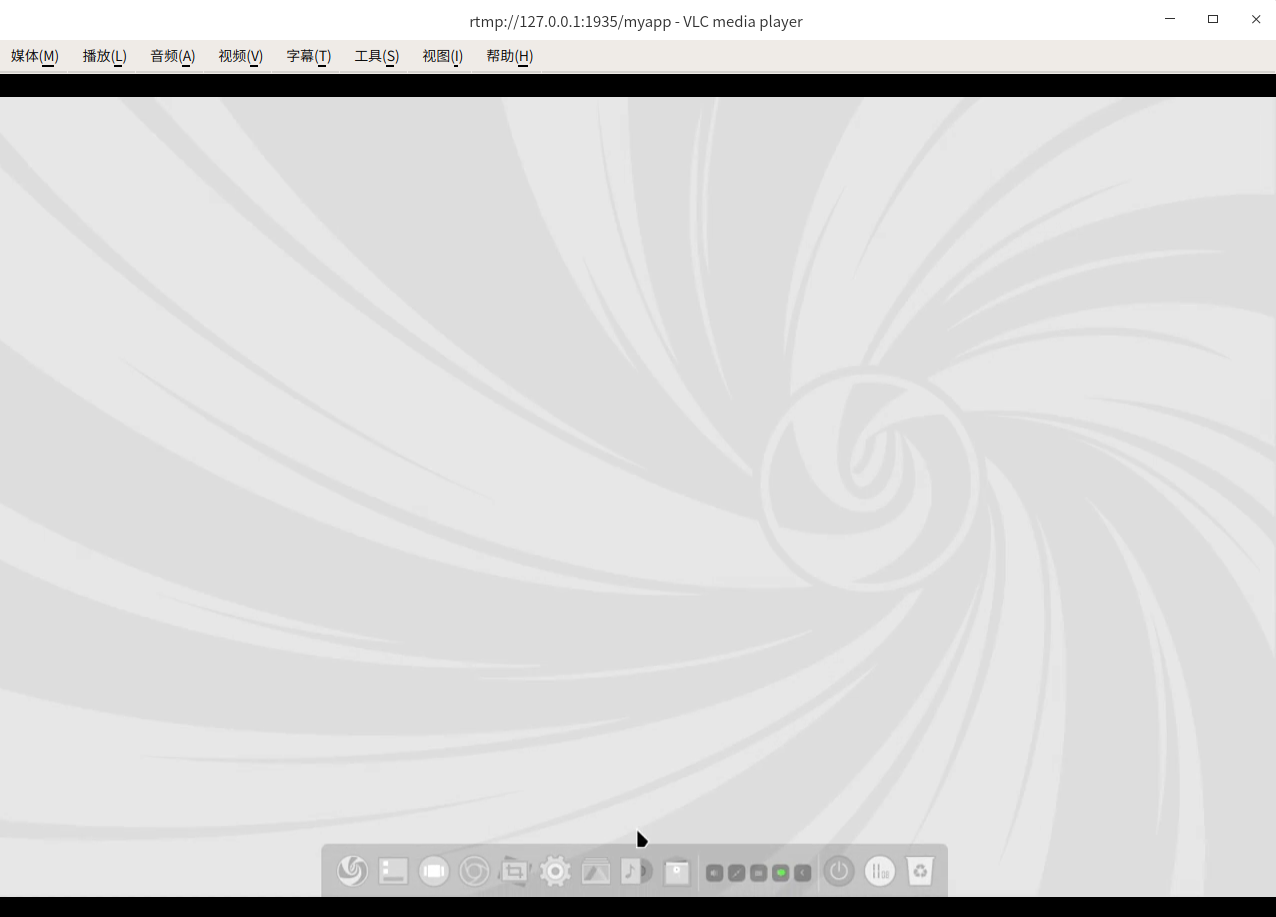 rtmp://127.0.0.1:1935/myapp - VLC media player
媒体(M) 播放(L) 音频(A) 视频(V) 字幕(T) 工具(S) 视图(I) 帮助(H)